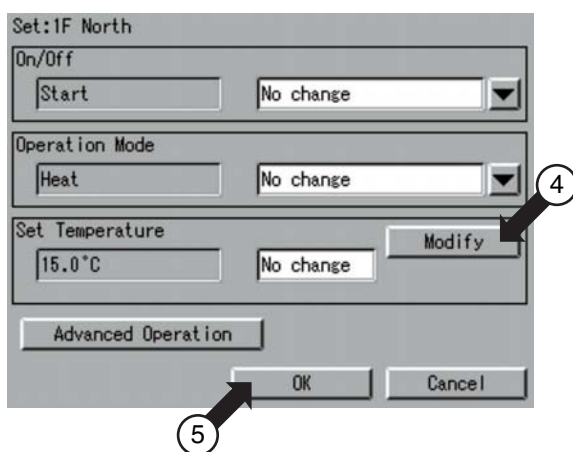 Set:1F North
On/Off
Start No change
Operation Mode
Heat No change
4
Set Temperature
Modify
15.0°C No change
Advanced Operation
OK Cancel
5